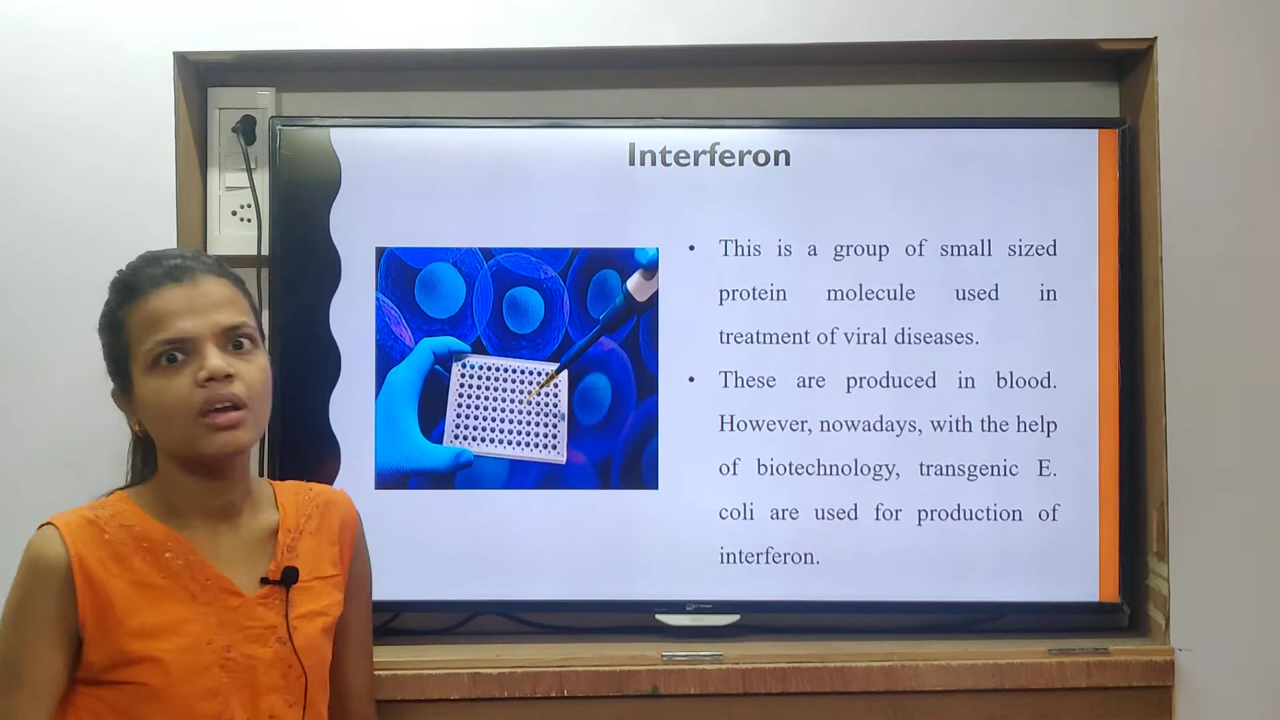 Interferon
• This is a group of small sized
protein molecule used in
treatment of viral diseases.
• These are produced in blood.
However, nowadays, with the help
of biotechnology, transgenic E.
coli are used for production of
interferon.